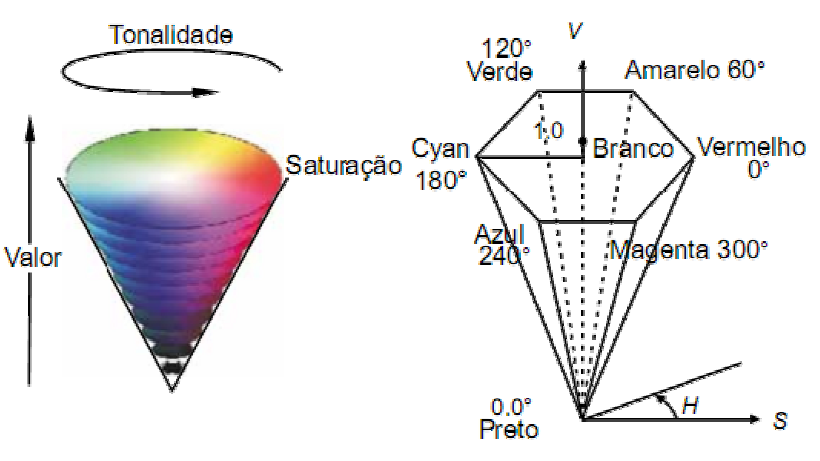 Tonalidade
Saturação
Valor
V
120°
Verde
Amarelo 60°
1,0
Branco
Cyan
180°
Vermelho
0°
Azul
240°
Magenta 300°
0.0°
Preto
H
S